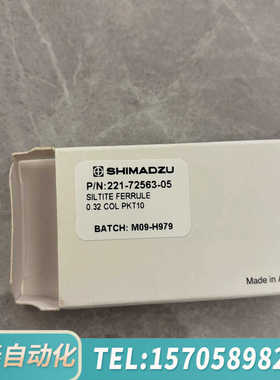 SHIMADZU
P/N:221-72563-05
SILTITE FERRULE
0.32 COL PKT10
BATCH: M09-H979
Made in A
自动化
TEL:1570589982